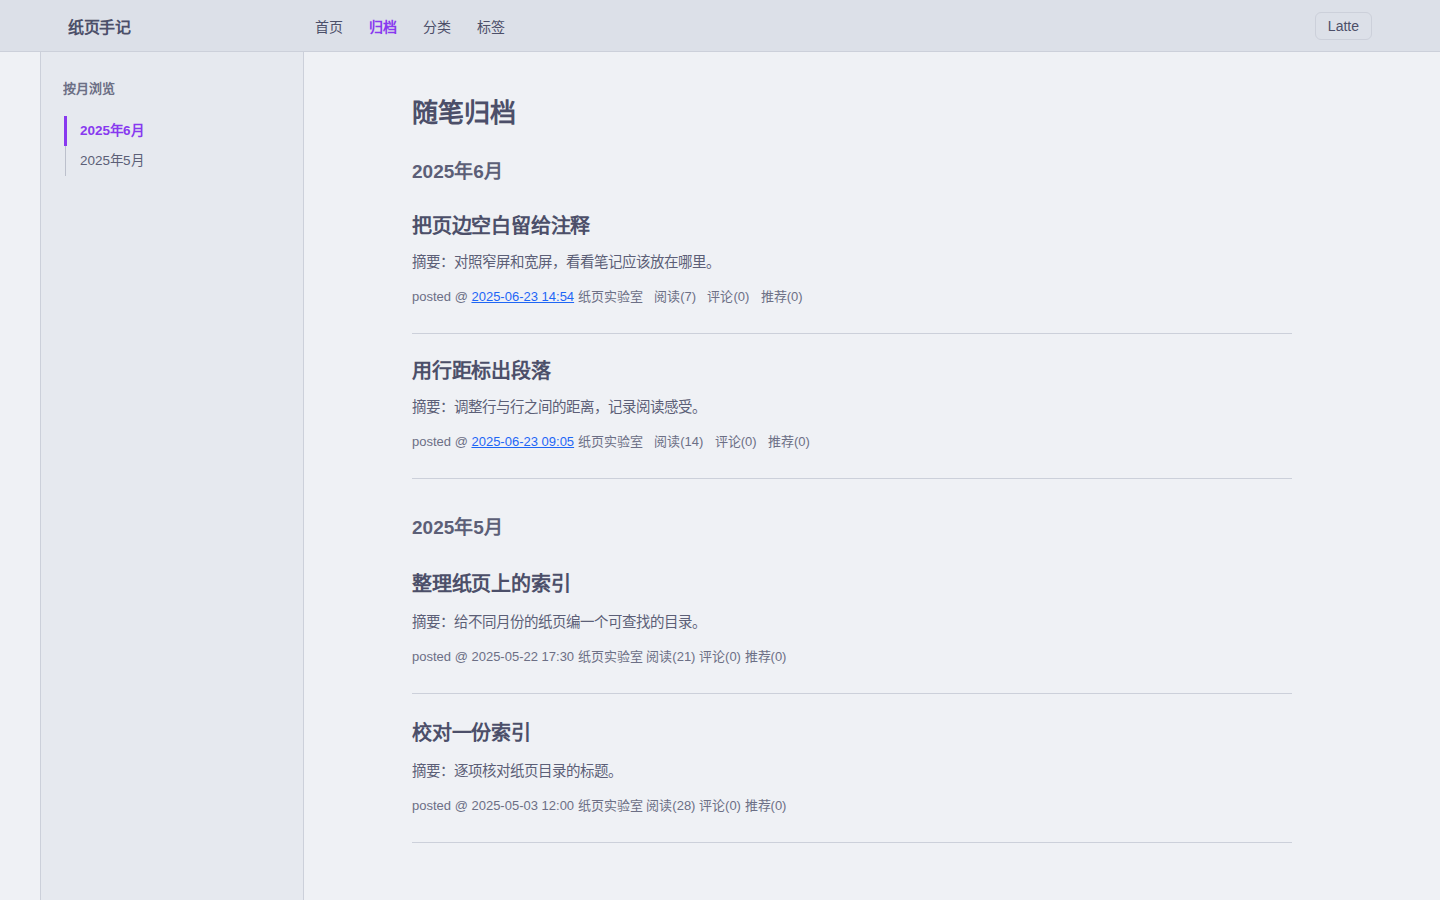 纸页手记 首页 归档 分类 标签 Latte
按月浏览
2025年6月
2025年5月
随笔归档
2025年6月
把页边空白留给注释
摘要：对照窄屏和宽屏，看看笔记应该放在哪里。
posted @ 2025-06-23 14:54 纸页实验室 阅读(7) 评论(0) 推荐(0)
用行距标出段落
摘要：调整行与行之间的距离，记录阅读感受。
posted @ 2025-06-23 09:05 纸页实验室 阅读(14) 评论(0) 推荐(0)
2025年5月
整理纸页上的索引
摘要：给不同月份的纸页编一个可查找的目录。
posted @ 2025-05-22 17:30 纸页实验室 阅读(21) 评论(0) 推荐(0)
校对一份索引
摘要：逐项核对纸页目录的标题。
posted @ 2025-05-03 12:00 纸页实验室 阅读(28) 评论(0) 推荐(0)